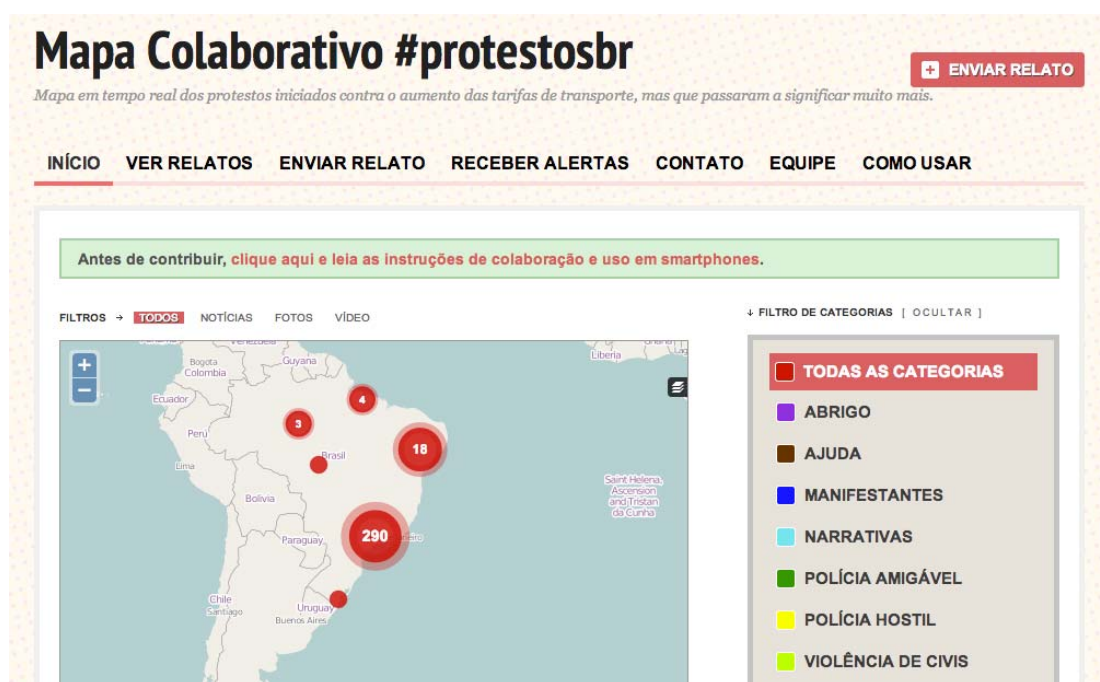 Mapa Colaborativo #protestosbr
ENVIAR RELATO
Mapa em tempo real dos protestos iniciados contra o aumento das tarifas de transporte, mas que passaram a significar muito mais.
INÍCIO VER RELATOS ENVIAR RELATO RECEBER ALERTAS CONTATO EQUIPE COMO USAR
Antes de contribuir, clique aqui e leia as instruções de colaboração e uso em smartphones.
FILTROS → TODOS NOTÍCIAS FOTOS VÍDEO
↓ FILTRO DE CATEGORIAS [ OCULTAR ]
+
−
Bogota
Colombia
Guyana
Liberia
Ecuador
4
3
Peru
18
Lima
Brasil
Bolivia
Saint Helena,
Ascension
and Tristan
da Cunha
Paraguay
290
Chile
Santiago
Uruguay
Buenos Aires
TODAS AS CATEGORIAS
ABRIGO
AJUDA
MANIFESTANTES
NARRATIVAS
POLÍCIA AMIGÁVEL
POLÍCIA HOSTIL
VIOLÊNCIA DE CIVIS